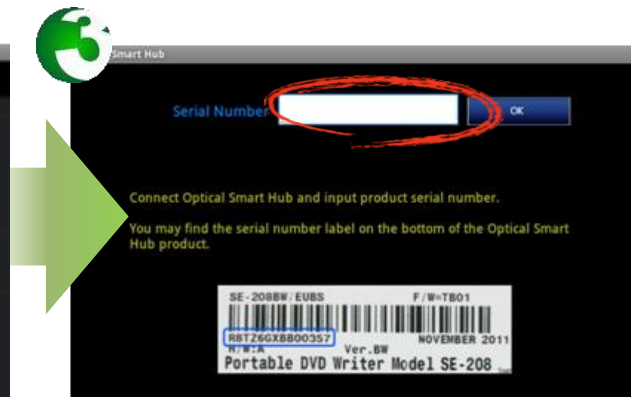 3
Smart Hub
Serial Number
OK
Connect Optical Smart Hub and input product serial number.
You may find the serial number label on the bottom of the Optical Smart
Hub product.
SE-208BW/EUBS F/W=TB01
R8TZ6GXBB00357 NOVEMBER 2011
H/W:A Ver.BW
Portable DVD Writer Model SE-208